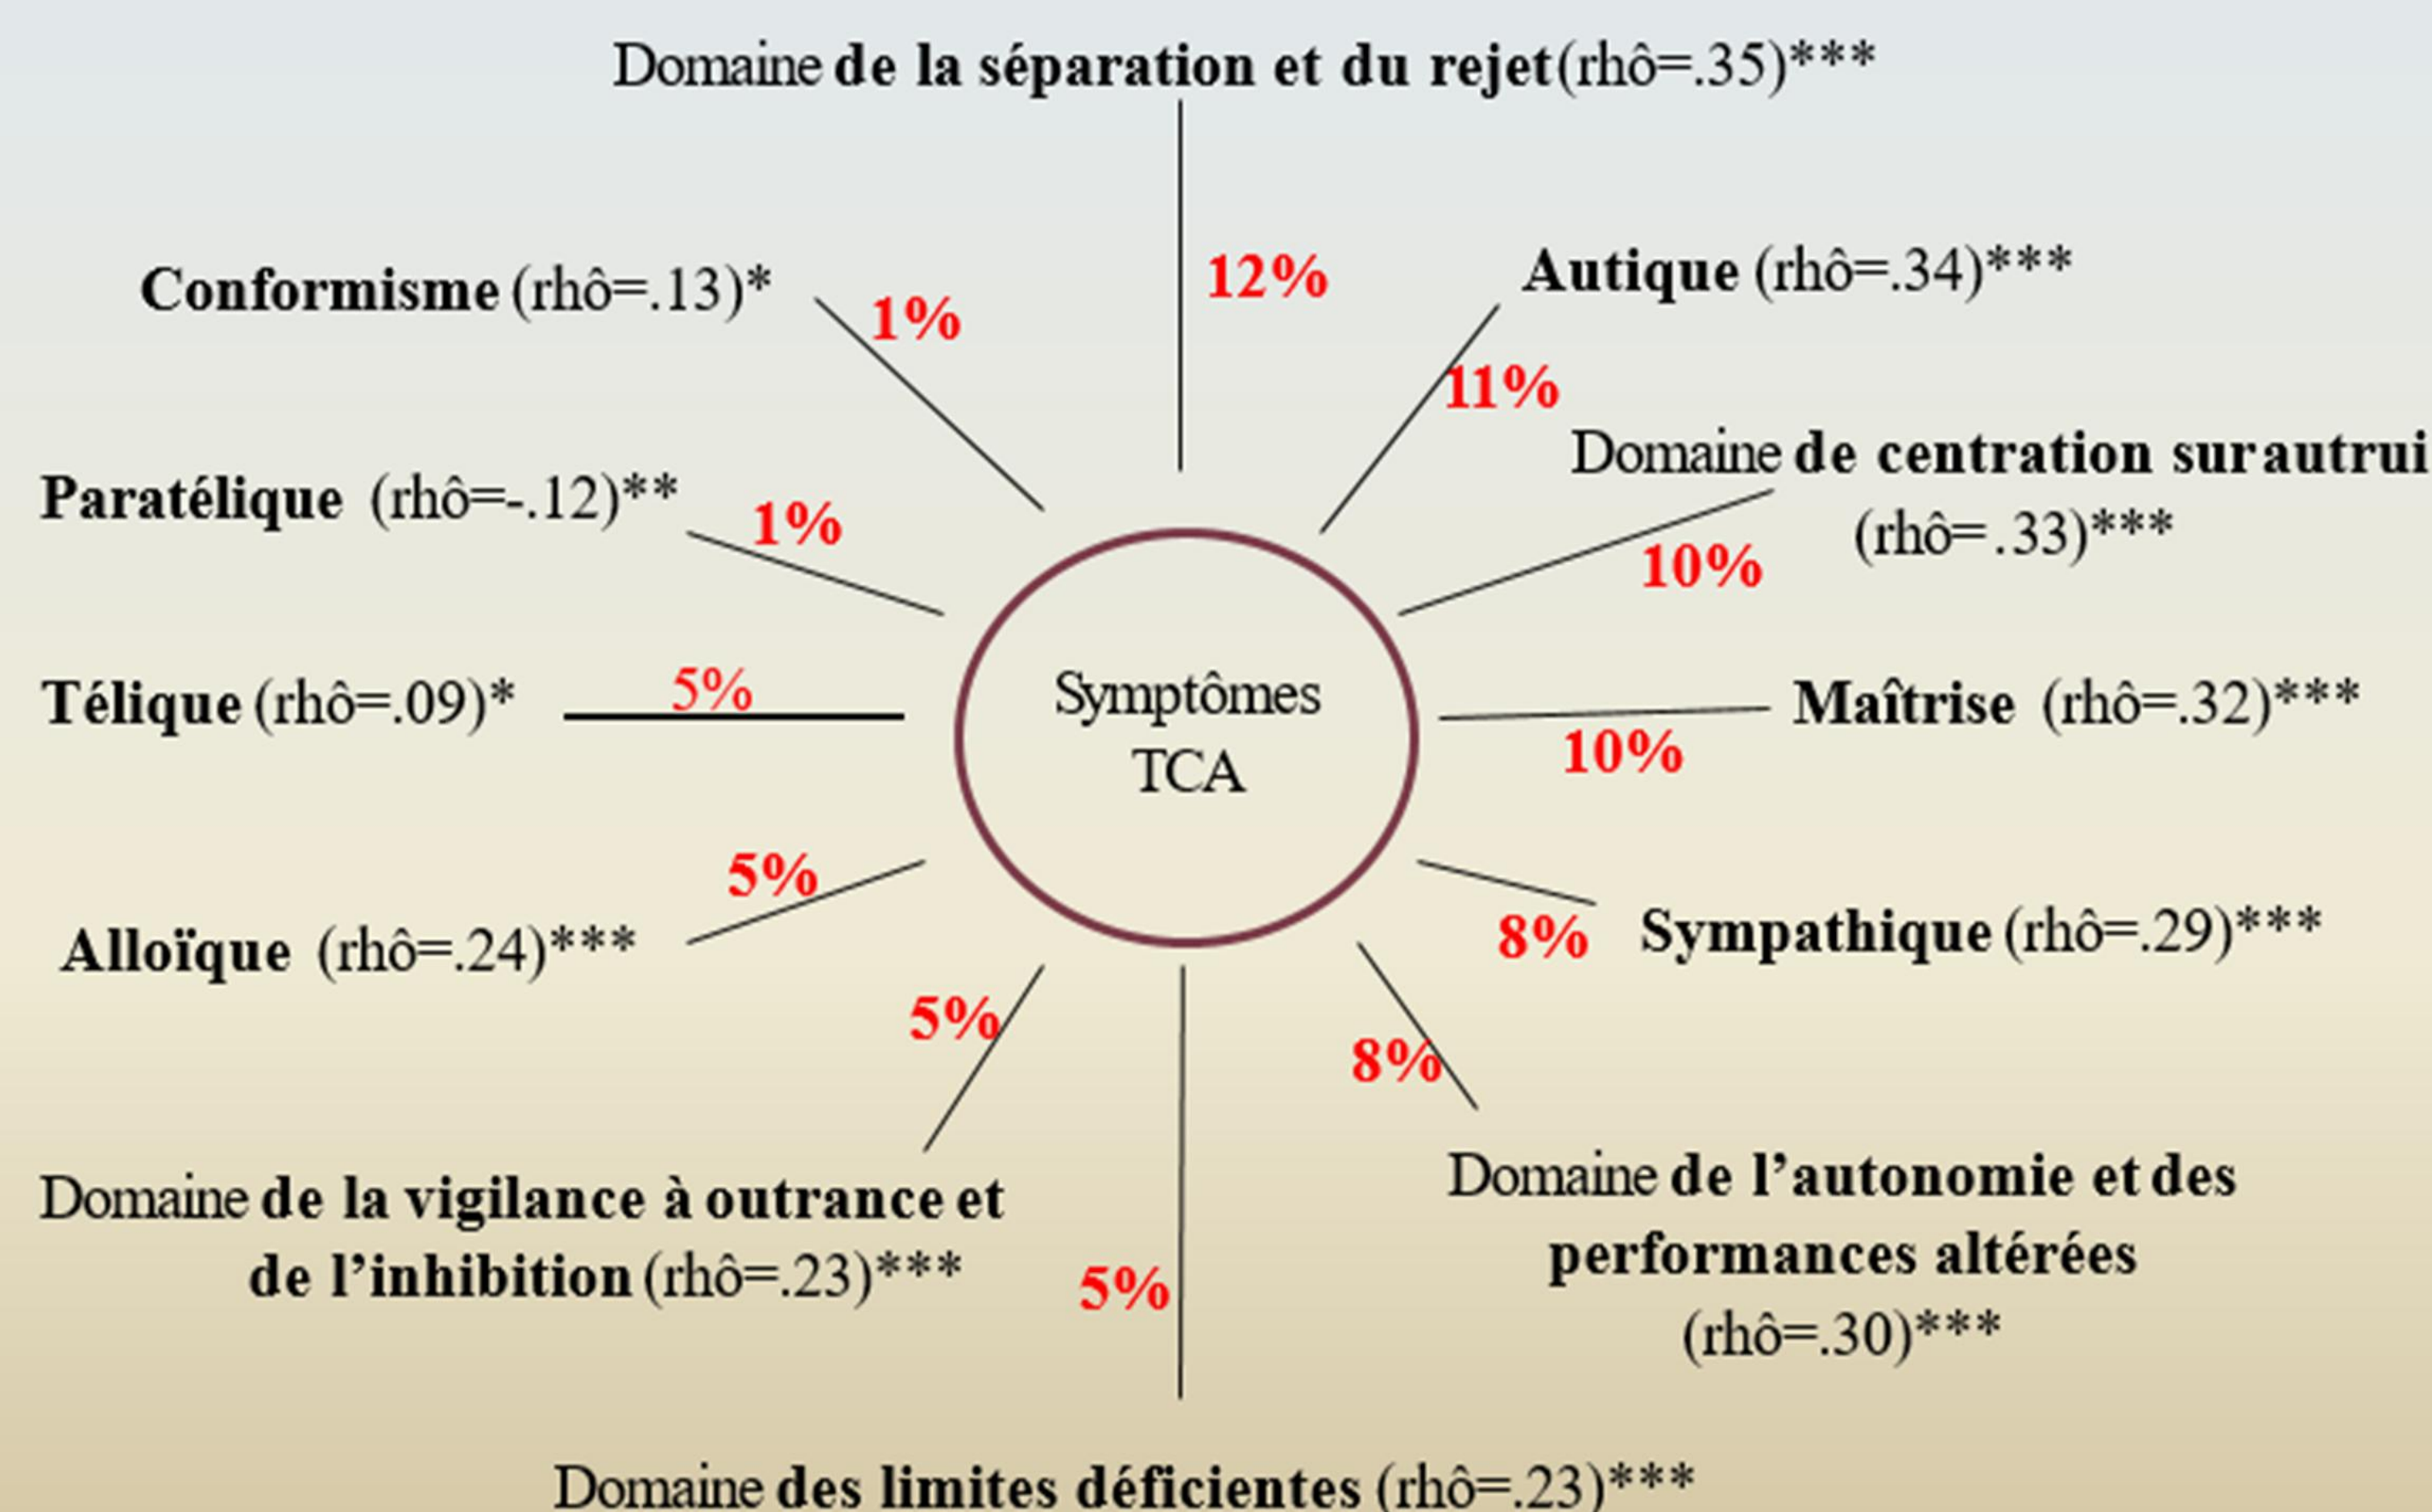 Domaine de la séparation et du rejet (rhô=.35)***
Conformisme (rhô=.13)*
1%
12%
Autique (rhô=.34)***
11%
Domaine de centration sur autrui
(rhô=.33)***
10%
Paratélique (rhô=-.12)**
1%
Télique (rhô=.09)*
5%
Symptômes
TCA
Maîtrise (rhô=.32)***
10%
Alloïque (rhô=.24)***
5%
Sympathique (rhô=.29)***
8%
5%
8%
Domaine de la vigilance à outrance et
de l’inhibition (rhô=.23)***
5%
Domaine de l’autonomie et des
performances altérées
(rhô=.30)***
Domaine des limites déficientes (rhô=.23)***